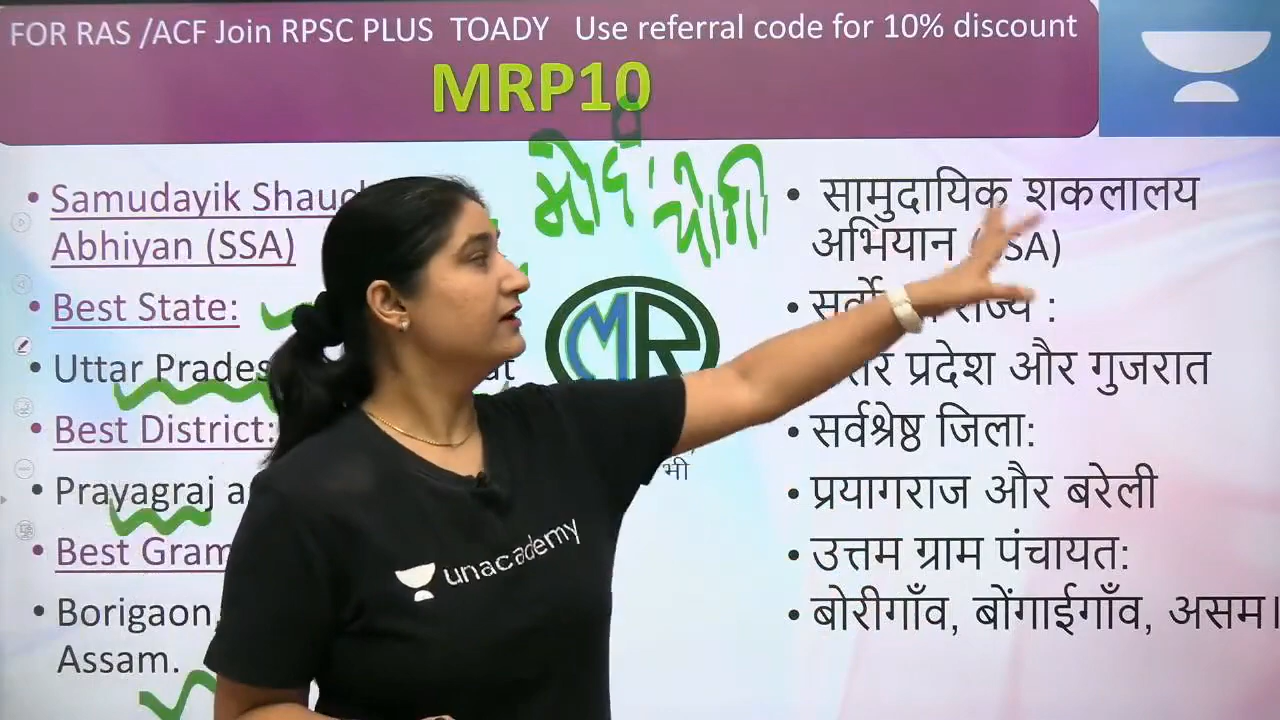 FOR RAS /ACF Join RPSC PLUS TOADY Use referral code for 10% discount
MRP10
• Samudayik Shauc
Abhiyan (SSA)
• Best State:
Uttar Prades
• Best District:
• Prayagraj a
• Best Gram
• Borigaon,
Assam.
मोदी योगी
MR
भी
• सामुदायिक शकलालय
अभियान SA)
• राज्य :
प्रदेश और गुजरात
• सर्वश्रेष्ठ जिला:
• प्रयागराज और बरेली
• उत्तम ग्राम पंचायत:
• बोरीगाँव, बोंगाईगाँव, असम।
unacademy